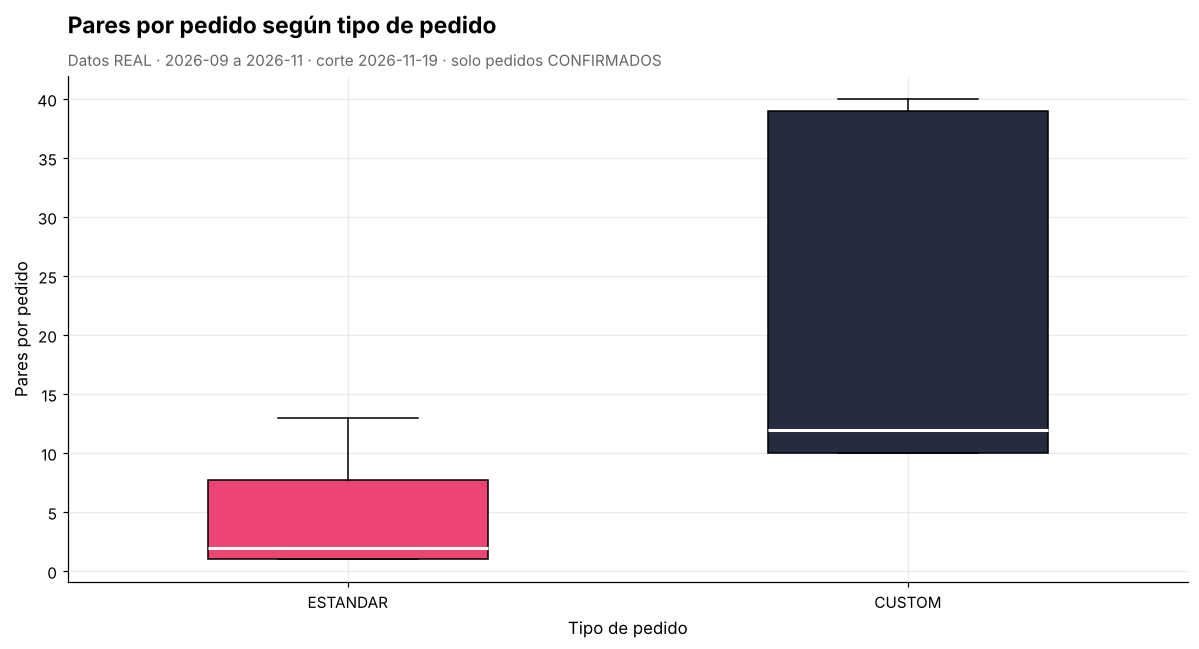 Pares por pedido según tipo de pedido
Datos REAL · 2026-09 a 2026-11 · corte 2026-11-19 · solo pedidos CONFIRMADOS
Pares por pedido
40
35
30
25
20
15
10
5
0
ESTANDAR
CUSTOM
Tipo de pedido